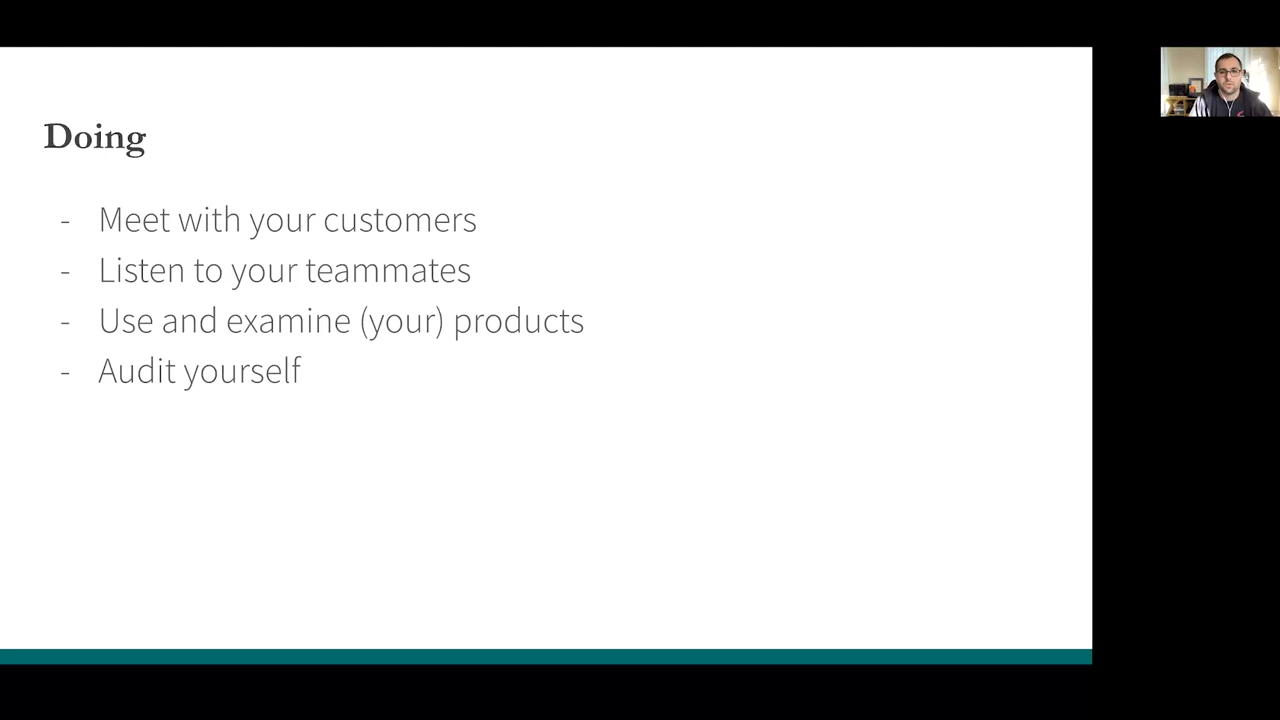 Doing
- Meet with your customers
- Listen to your teammates
- Use and examine (your) products
- Audit yourself